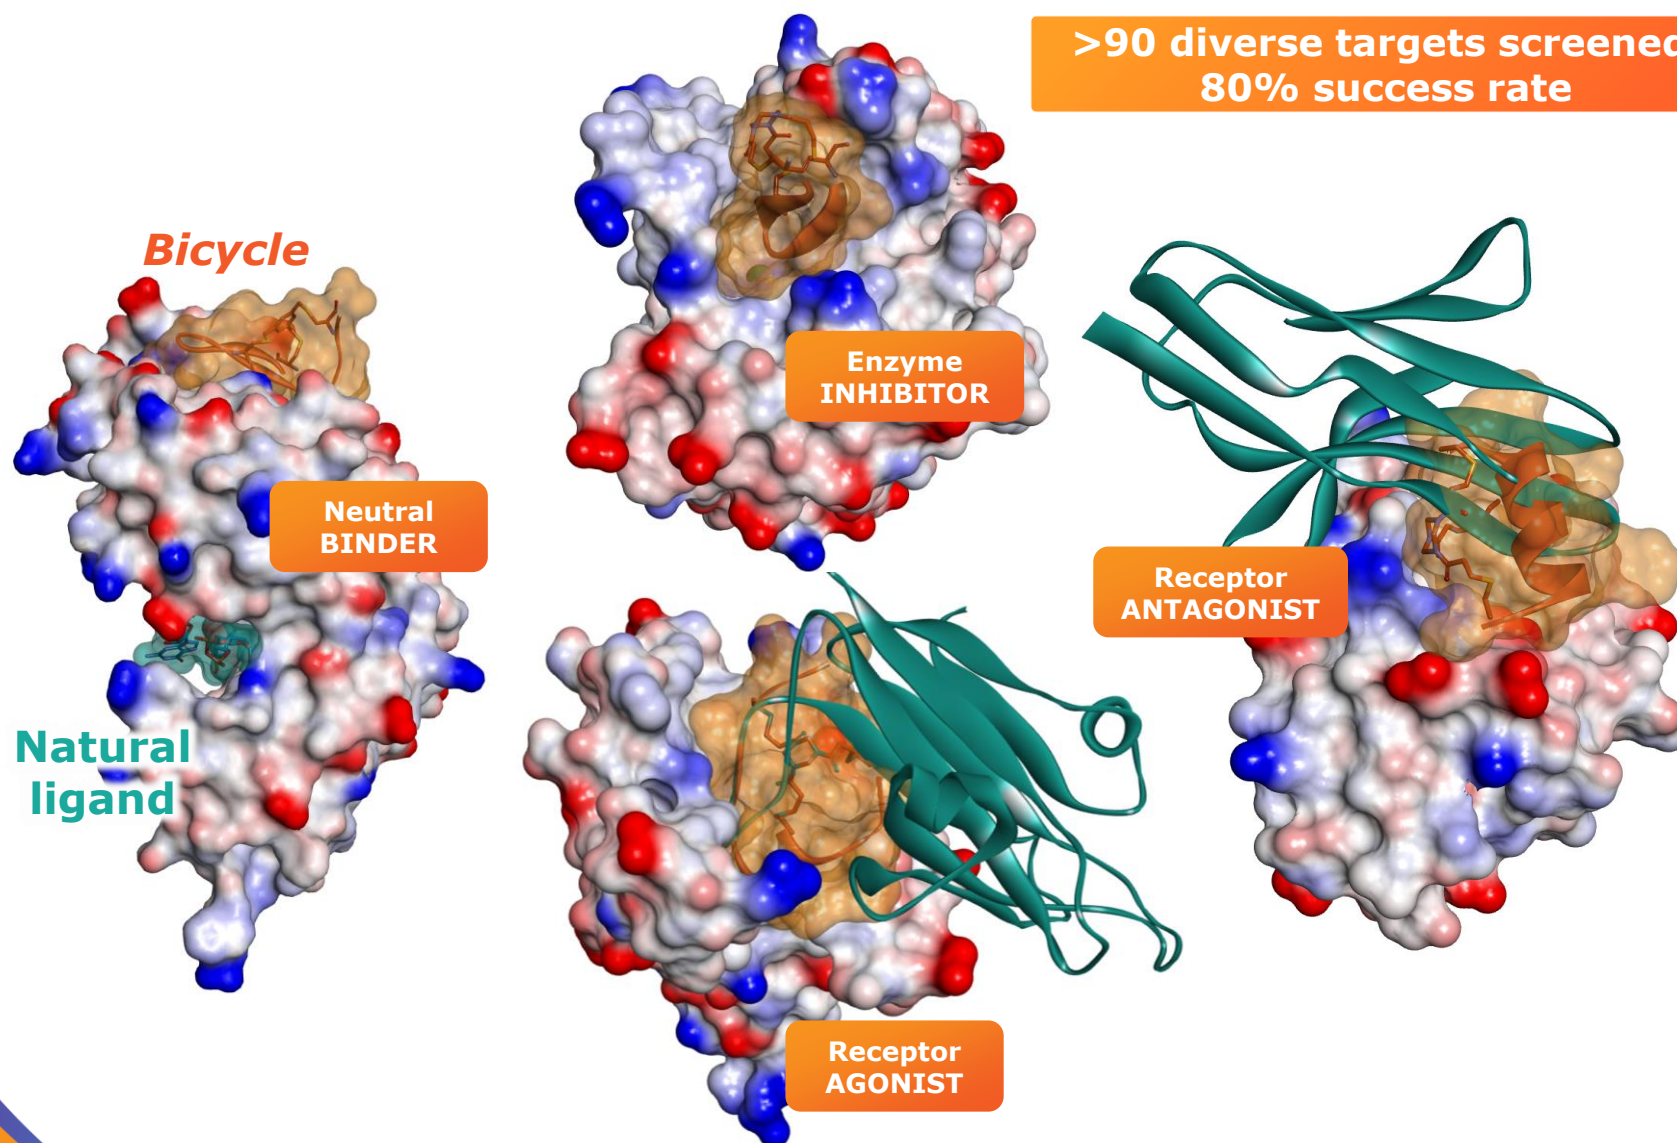 >90 diverse targets screened
80% success rate
Bicycle
Enzyme
INHIBITOR
Neutral
BINDER
Receptor
ANTAGONIST
Natural
ligand
Receptor
AGONIST